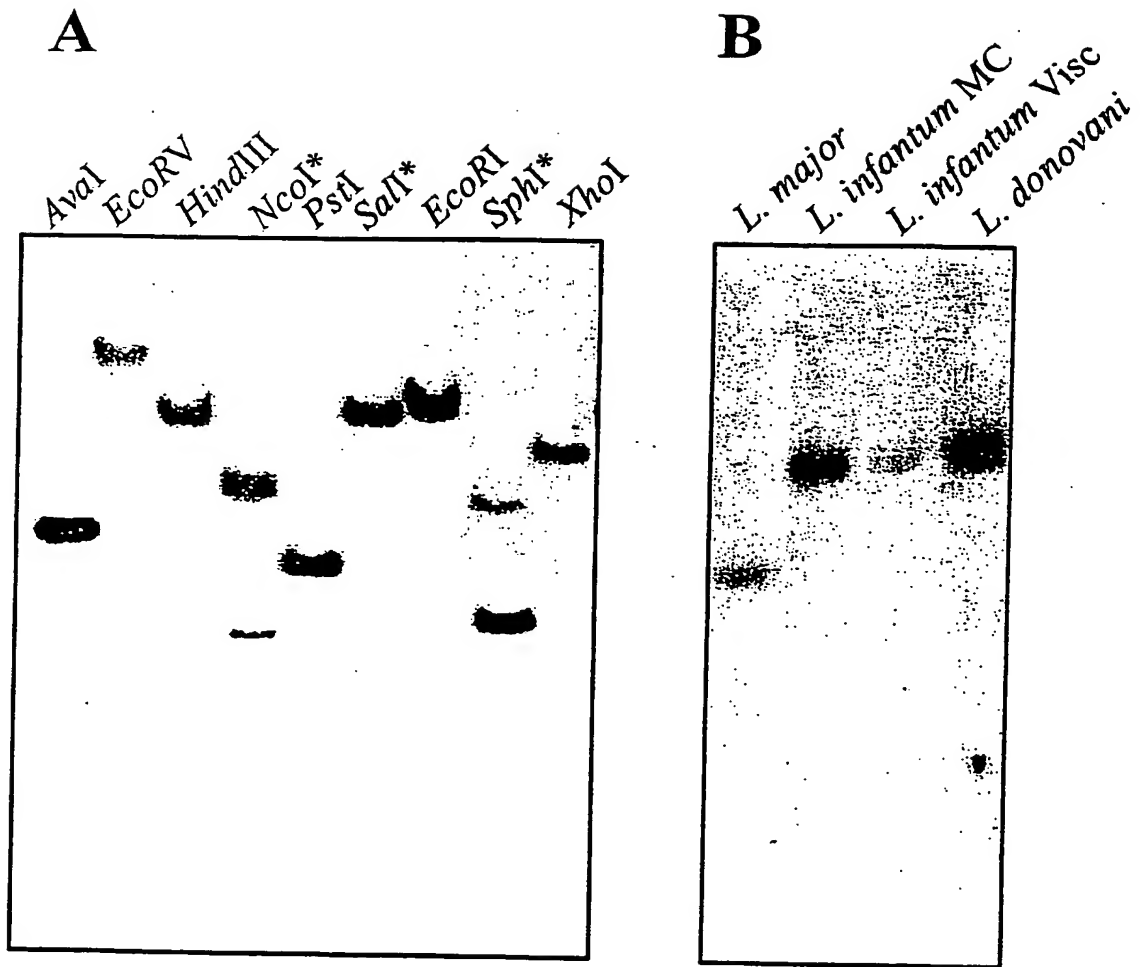 A
AvaI
EcoRV
HindIII
NcoI*
PstI
SalI*
EcoRI
SphI*
XhoI
B
L. major
L. infantum MC
L. infantum Visc
L. donovani